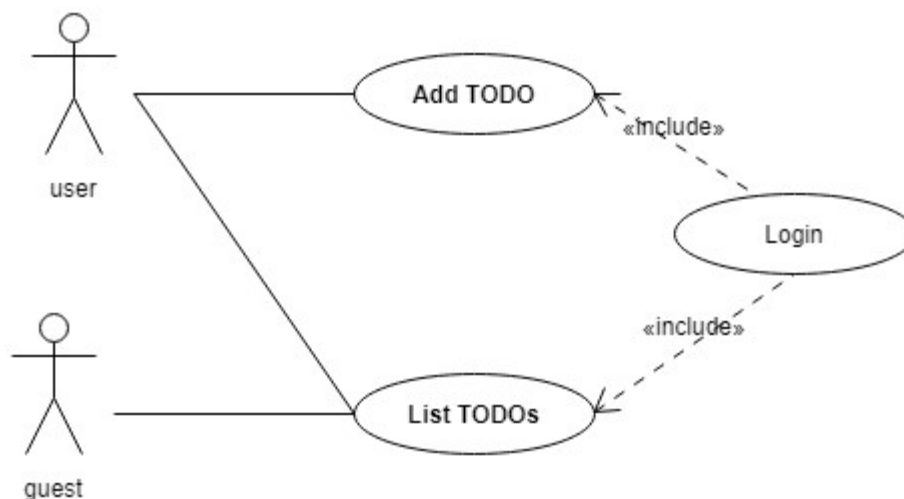 Add TODO
«include»
user
Login
«include»
List TODOs
guest